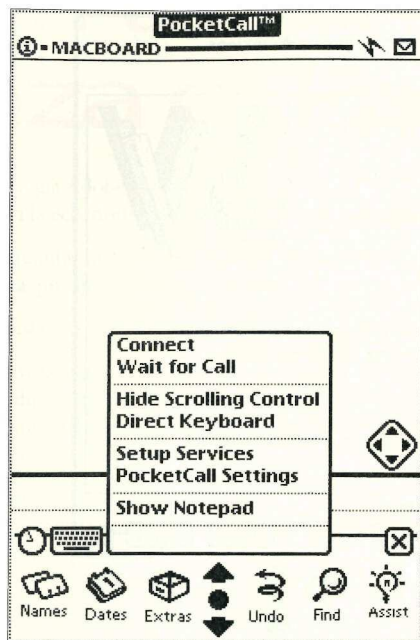 PocketCall™
MACBOARD
Connect
Wait for Call
Hide Scrolling Control
Direct Keyboard
Setup Services
PocketCall Settings
Show Notepad
Names Dates Extras Undo Find Assist